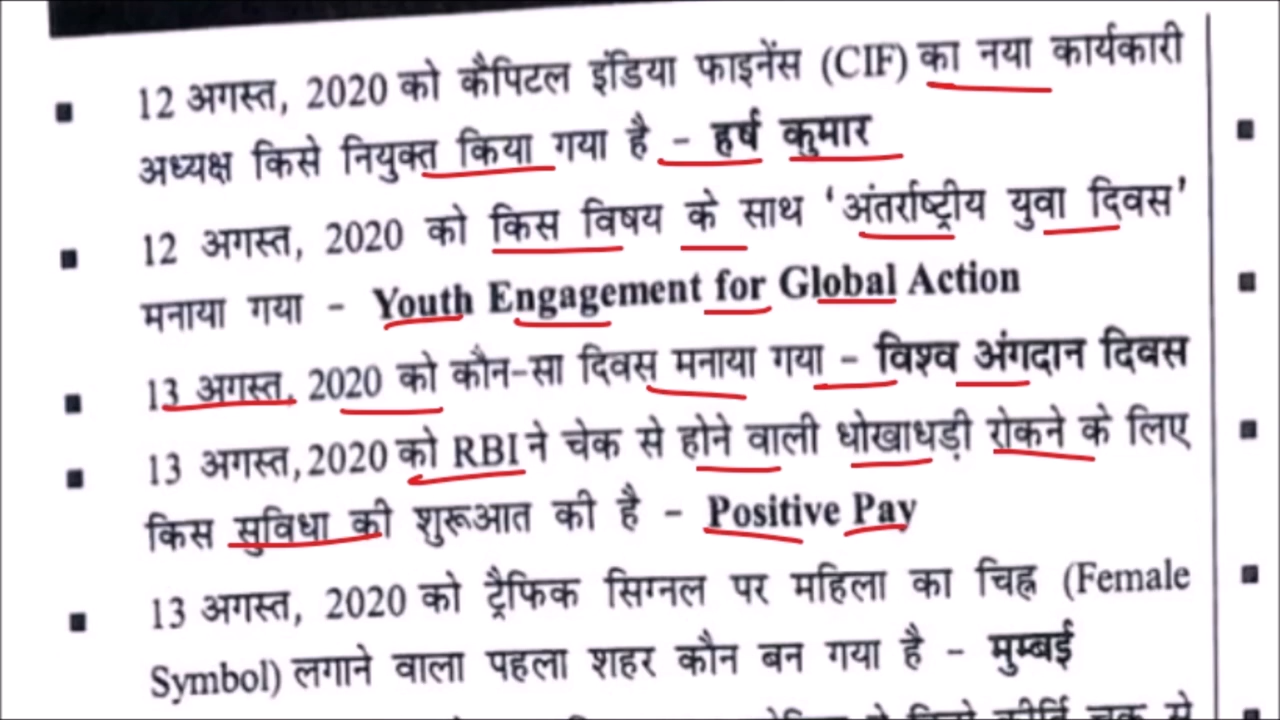 12 अगस्त, 2020 को कैपिटल इंडिया फाइनेंस (CIF) का नया कार्यकारी
अध्यक्ष किसे नियुक्त किया गया है - हर्ष कुमार
12 अगस्त, 2020 को किस विषय के साथ 'अंतर्राष्ट्रीय युवा दिवस'
मनाया गया - Youth Engagement for Global Action
13 अगस्त, 2020 को कौन-सा दिवस मनाया गया - विश्व अंगदान दिवस
13 अगस्त, 2020 को RBI ने चेक से होने वाली धोखाधड़ी रोकने के लिए
किस सुविधा की शुरूआत की है - Positive Pay
13 अगस्त, 2020 को ट्रैफिक सिग्नल पर महिला का चिह्न (Female
Symbol) लगाने वाला पहला शहर कौन बन गया है - मुम्बई